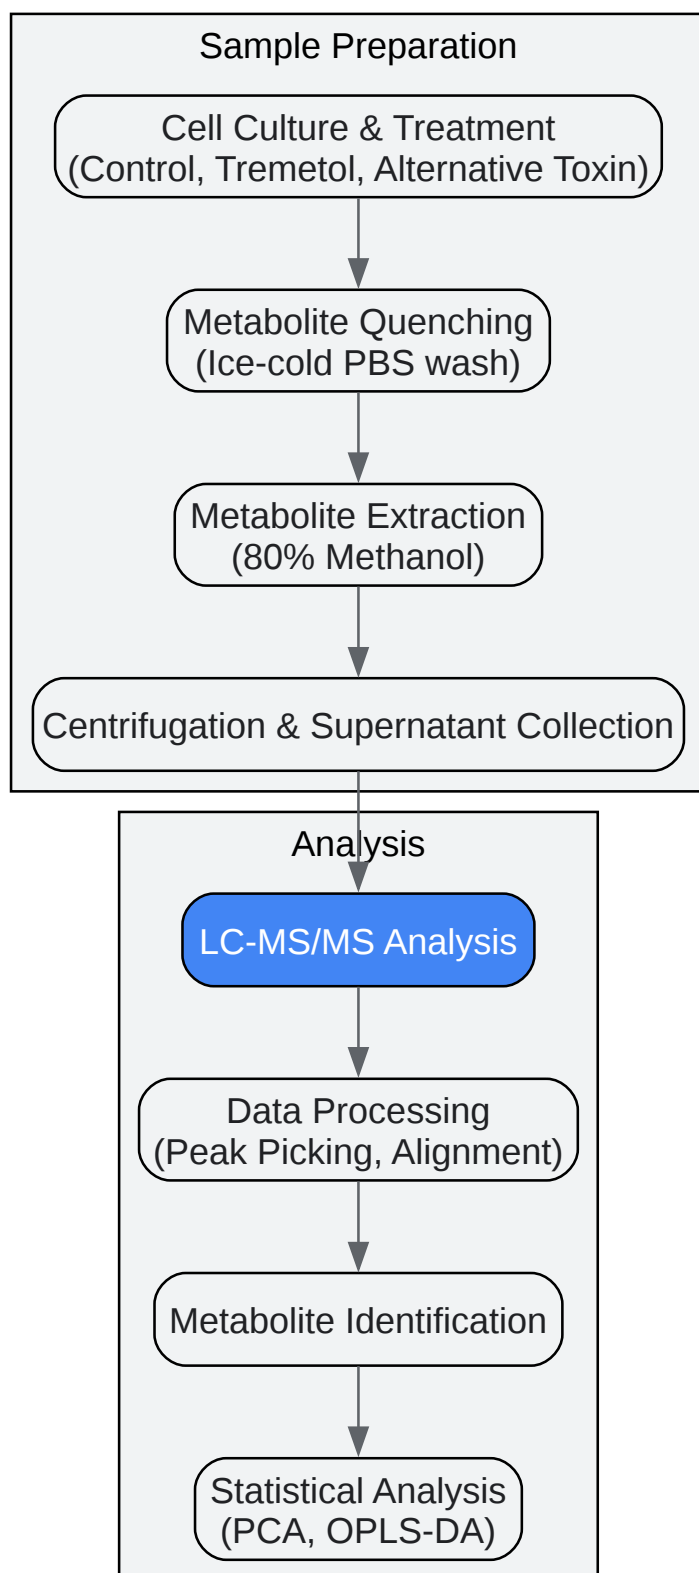 Sample Preparation
Cell Culture & Treatment
(Control, Tremetol, Alternative Toxin)
Metabolite Quenching
(Ice-cold PBS wash)
Metabolite Extraction
(80% Methanol)
Centrifugation & Supernatant Collection
Analysis
LC-MS/MS Analysis
Data Processing
(Peak Picking, Alignment)
Metabolite Identification
Statistical Analysis
(PCA, OPLS-DA)